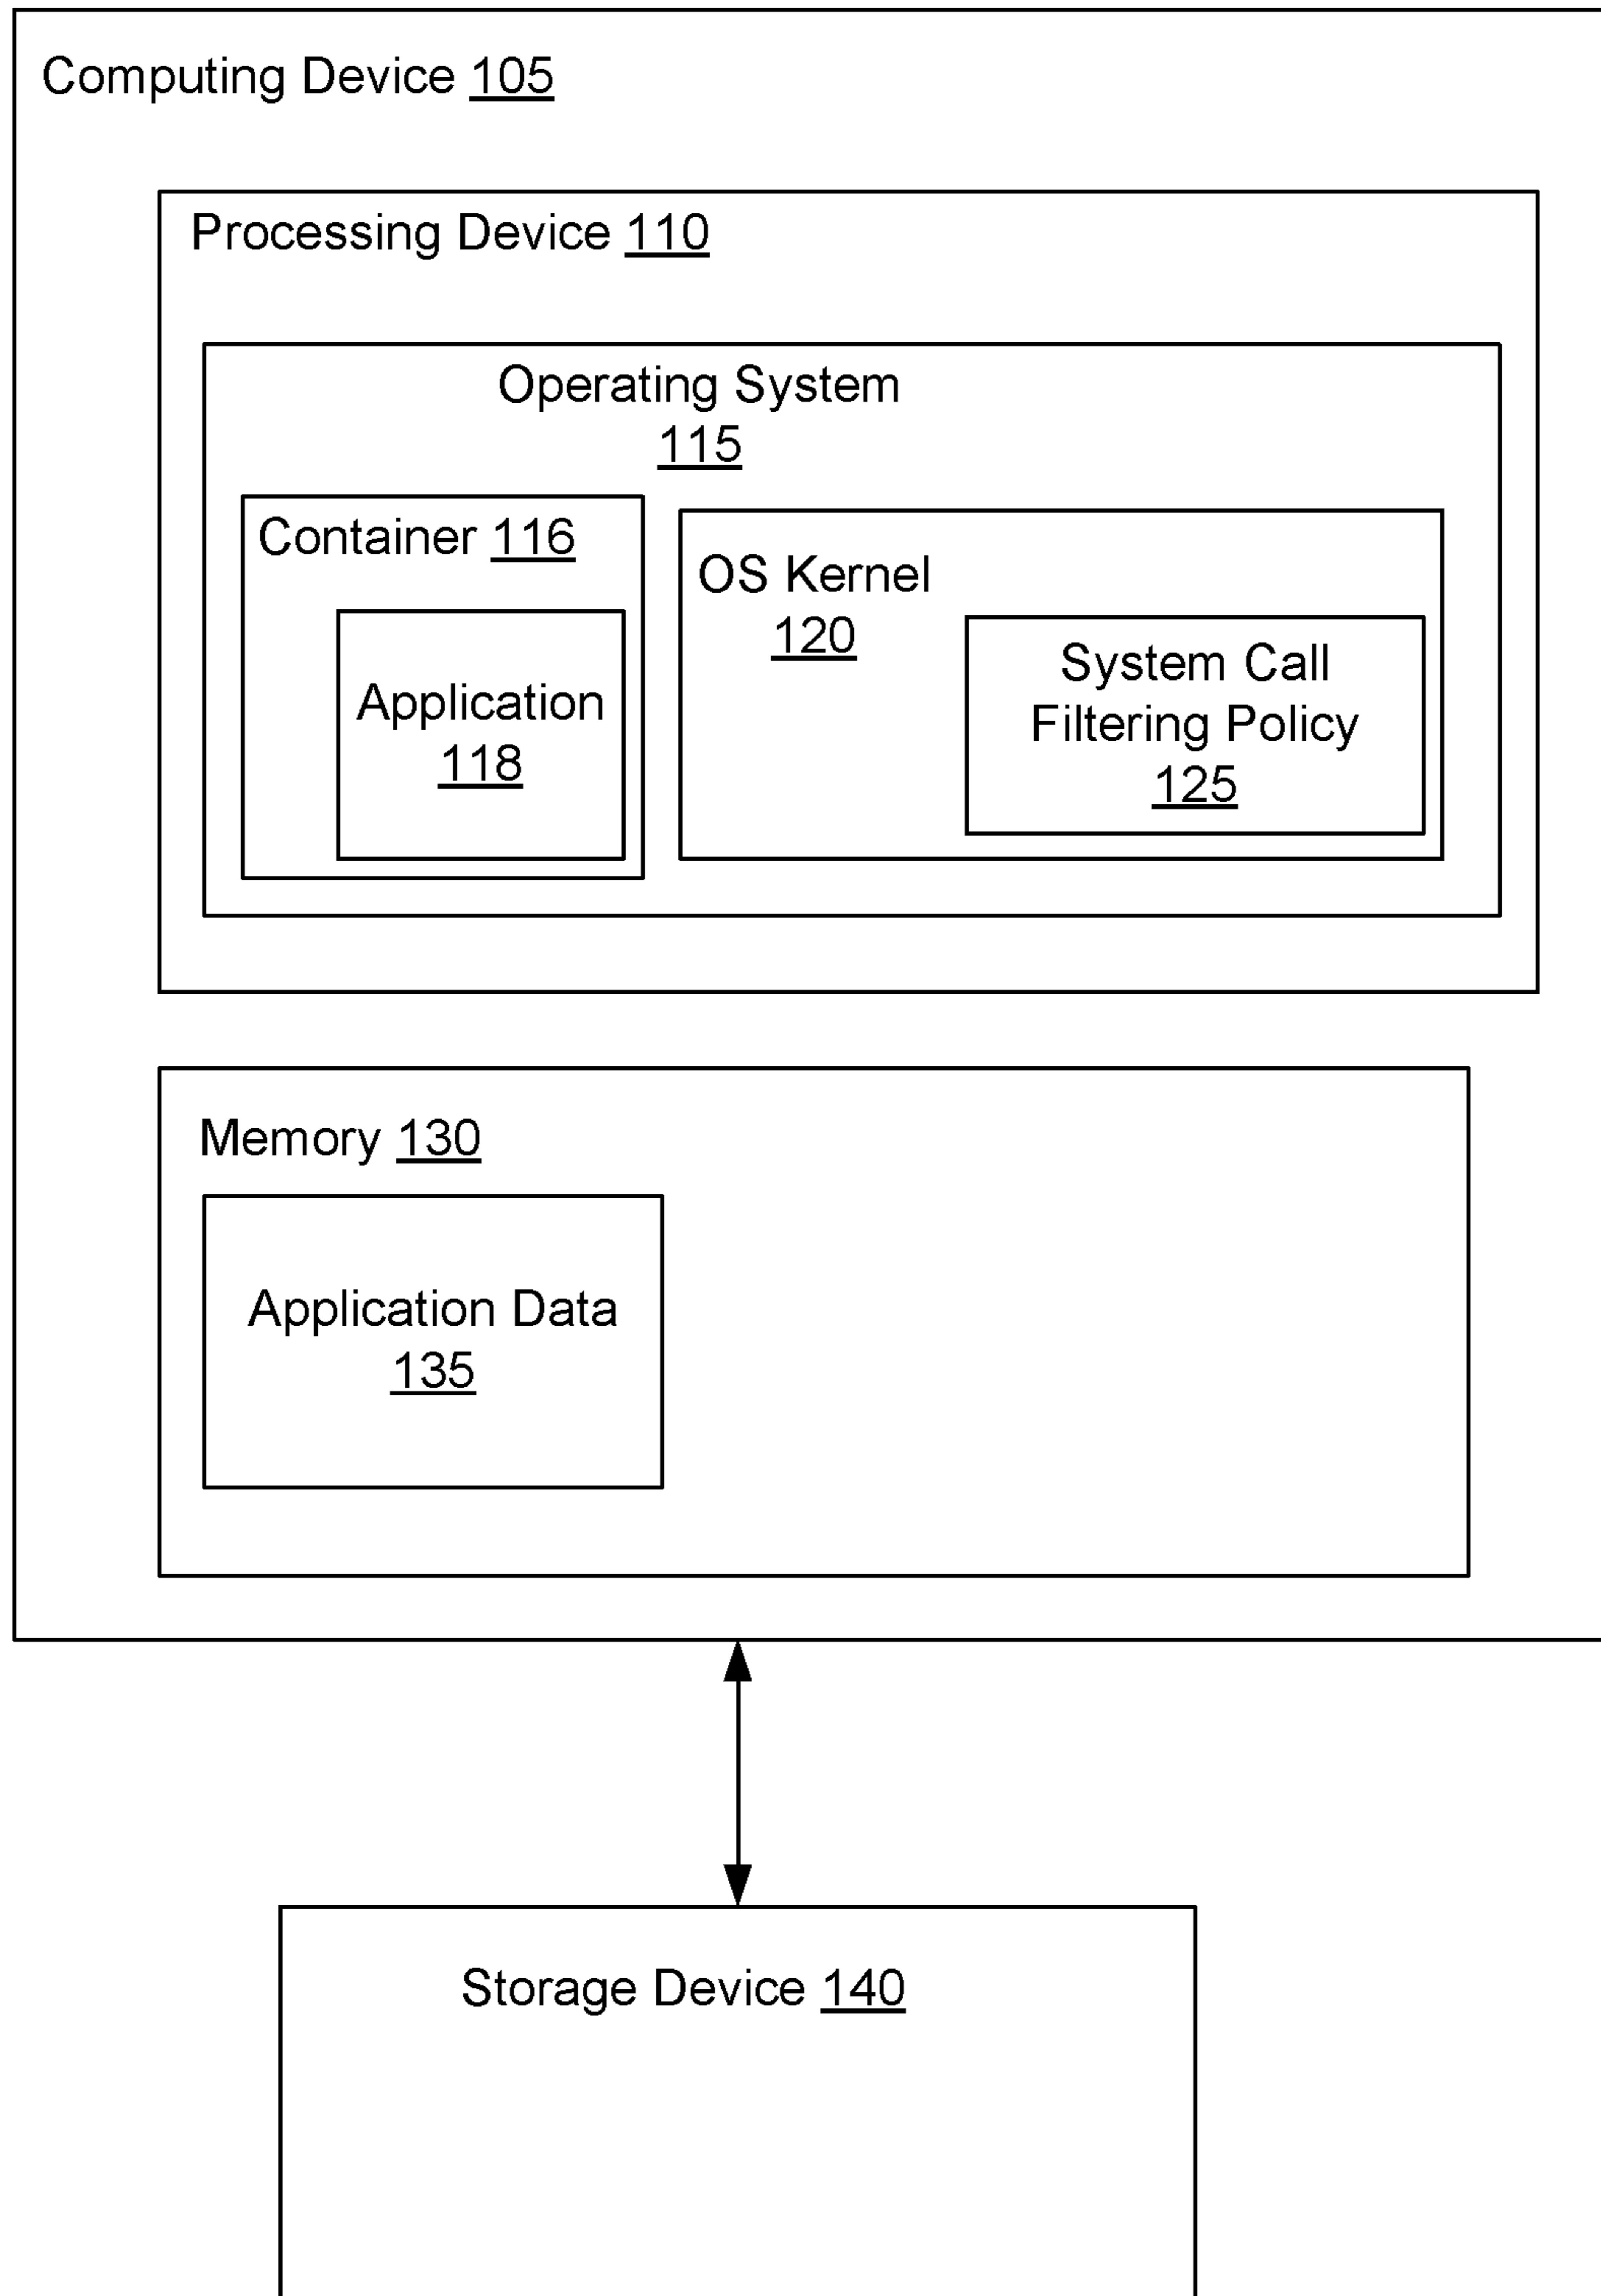 Computing Device 105
Processing Device 110
Operating System
115
Container 116
Application
118
OS Kernel
120
System Call
Filtering Policy
125
Memory 130
Application Data
135
Storage Device 140